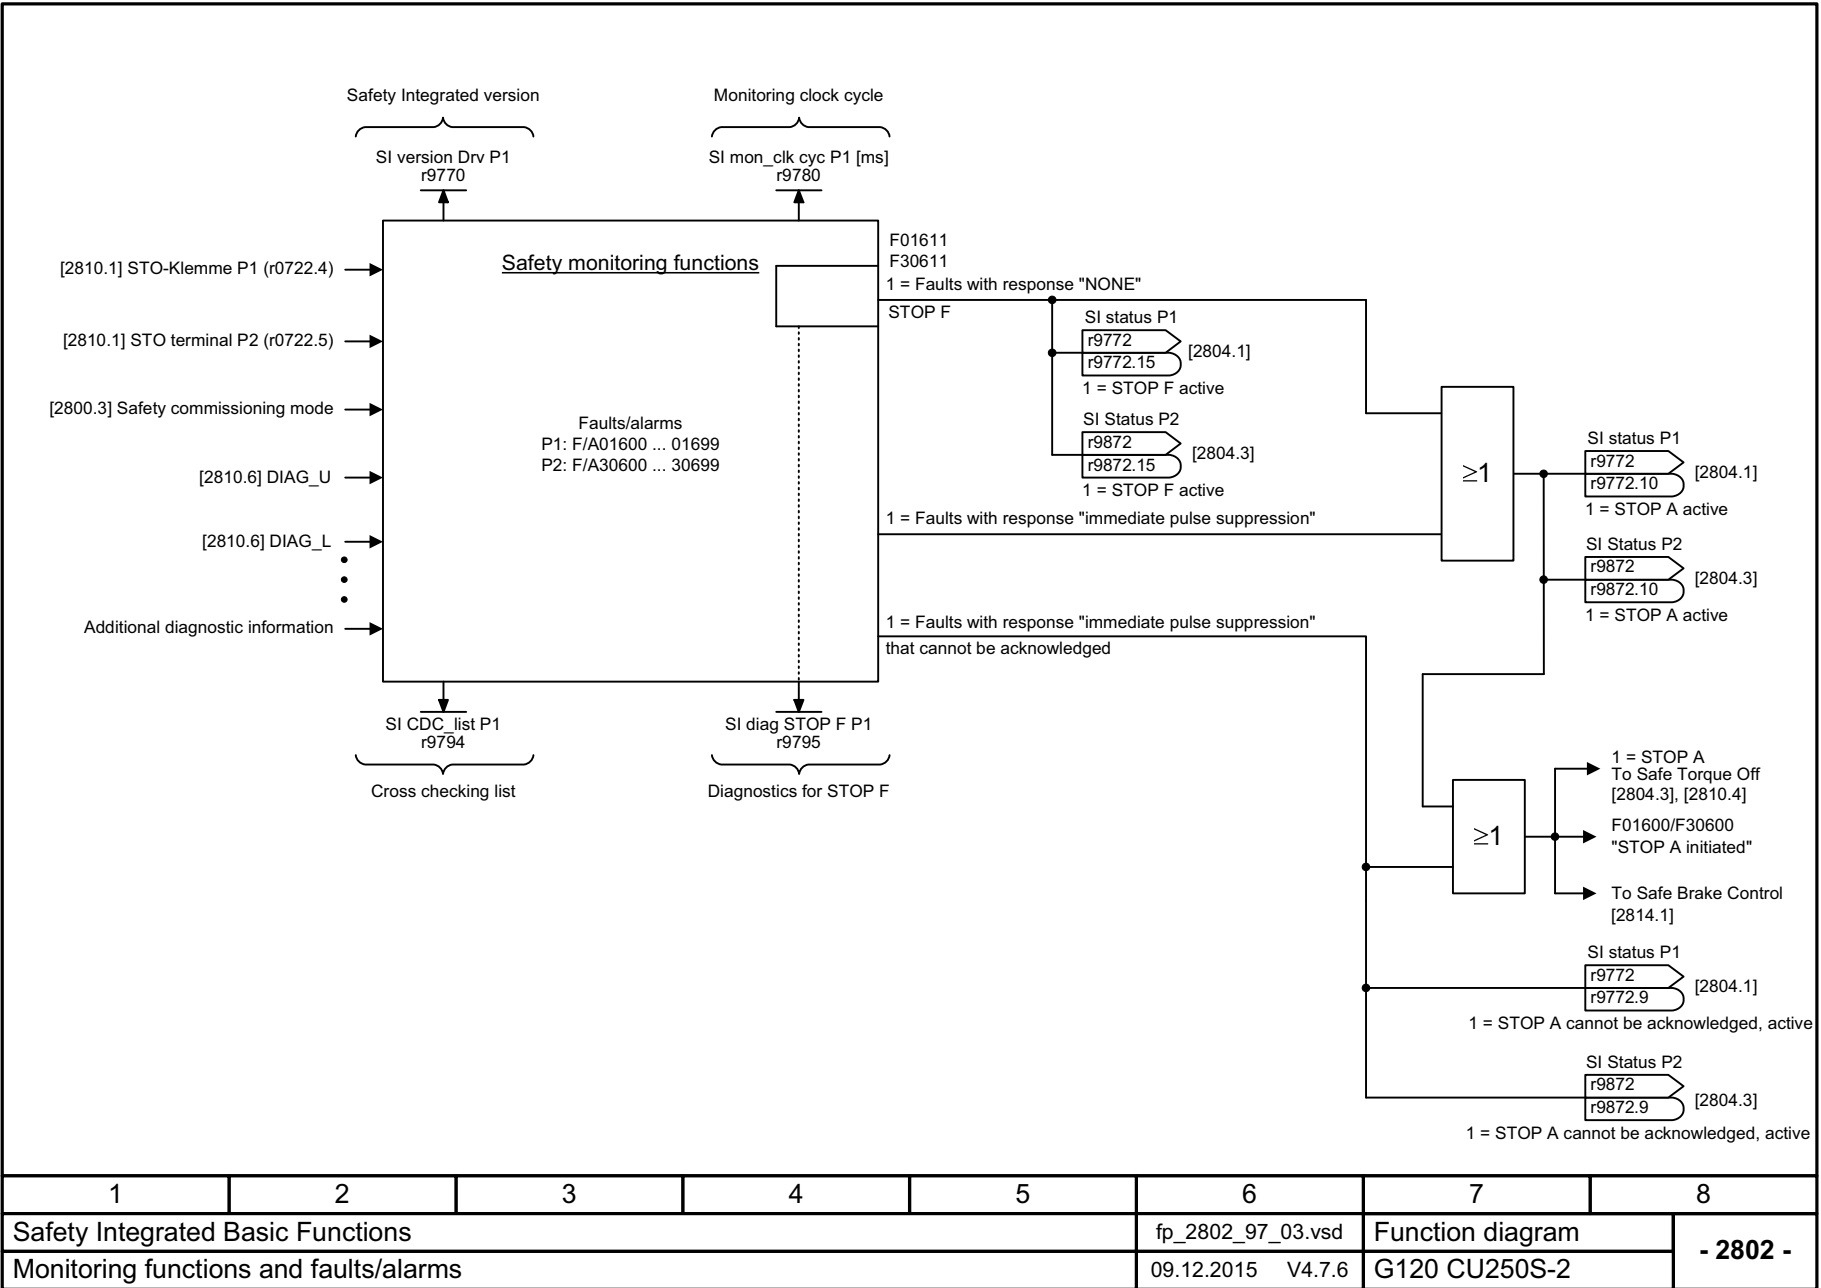 Safety Integrated version
Monitoring clock cycle
SI version Drv P1
r9770
SI mon_clk cyc P1 [ms]
r9780
[2810.1] STO-Klemme P1 (r0722.4)
[2810.1] STO terminal P2 (r0722.5)
[2800.3] Safety commissioning mode
[2810.6] DIAG_U
[2810.6] DIAG_L
Additional diagnostic information
Safety monitoring functions
Faults/alarms
P1: F/A01600 ... 01699
P2: F/A30600 ... 30699
F01611
F30611
1 = Faults with response "NONE"
STOP F
SI status P1
r9772
r9772.15
[2804.1]
1 = STOP F active
SI Status P2
r9872
r9872.15
[2804.3]
1 = STOP F active
1 = Faults with response "immediate pulse suppression"
1 = Faults with response "immediate pulse suppression"
that cannot be acknowledged
≥1
SI status P1
r9772
r9772.10
[2804.1]
1 = STOP A active
SI Status P2
r9872
r9872.10
[2804.3]
1 = STOP A active
SI CDC_list P1
r9794
Cross checking list
SI diag STOP F P1
r9795
Diagnostics for STOP F
≥1
1 = STOP A
To Safe Torque Off
[2804.3], [2810.4]
F01600/F30600
"STOP A initiated"
To Safe Brake Control
[2814.1]
SI status P1
r9772
r9772.9
[2804.1]
1 = STOP A cannot be acknowledged, active
SI Status P2
r9872
r9872.9
[2804.3]
1 = STOP A cannot be acknowledged, active
1 2 3 4 5 6 7 8
Safety Integrated Basic Functions
fp_2802_97_03.vsd
Function diagram
- 2802 -
Monitoring functions and faults/alarms
09.12.2015 V4.7.6
G120 CU250S-2